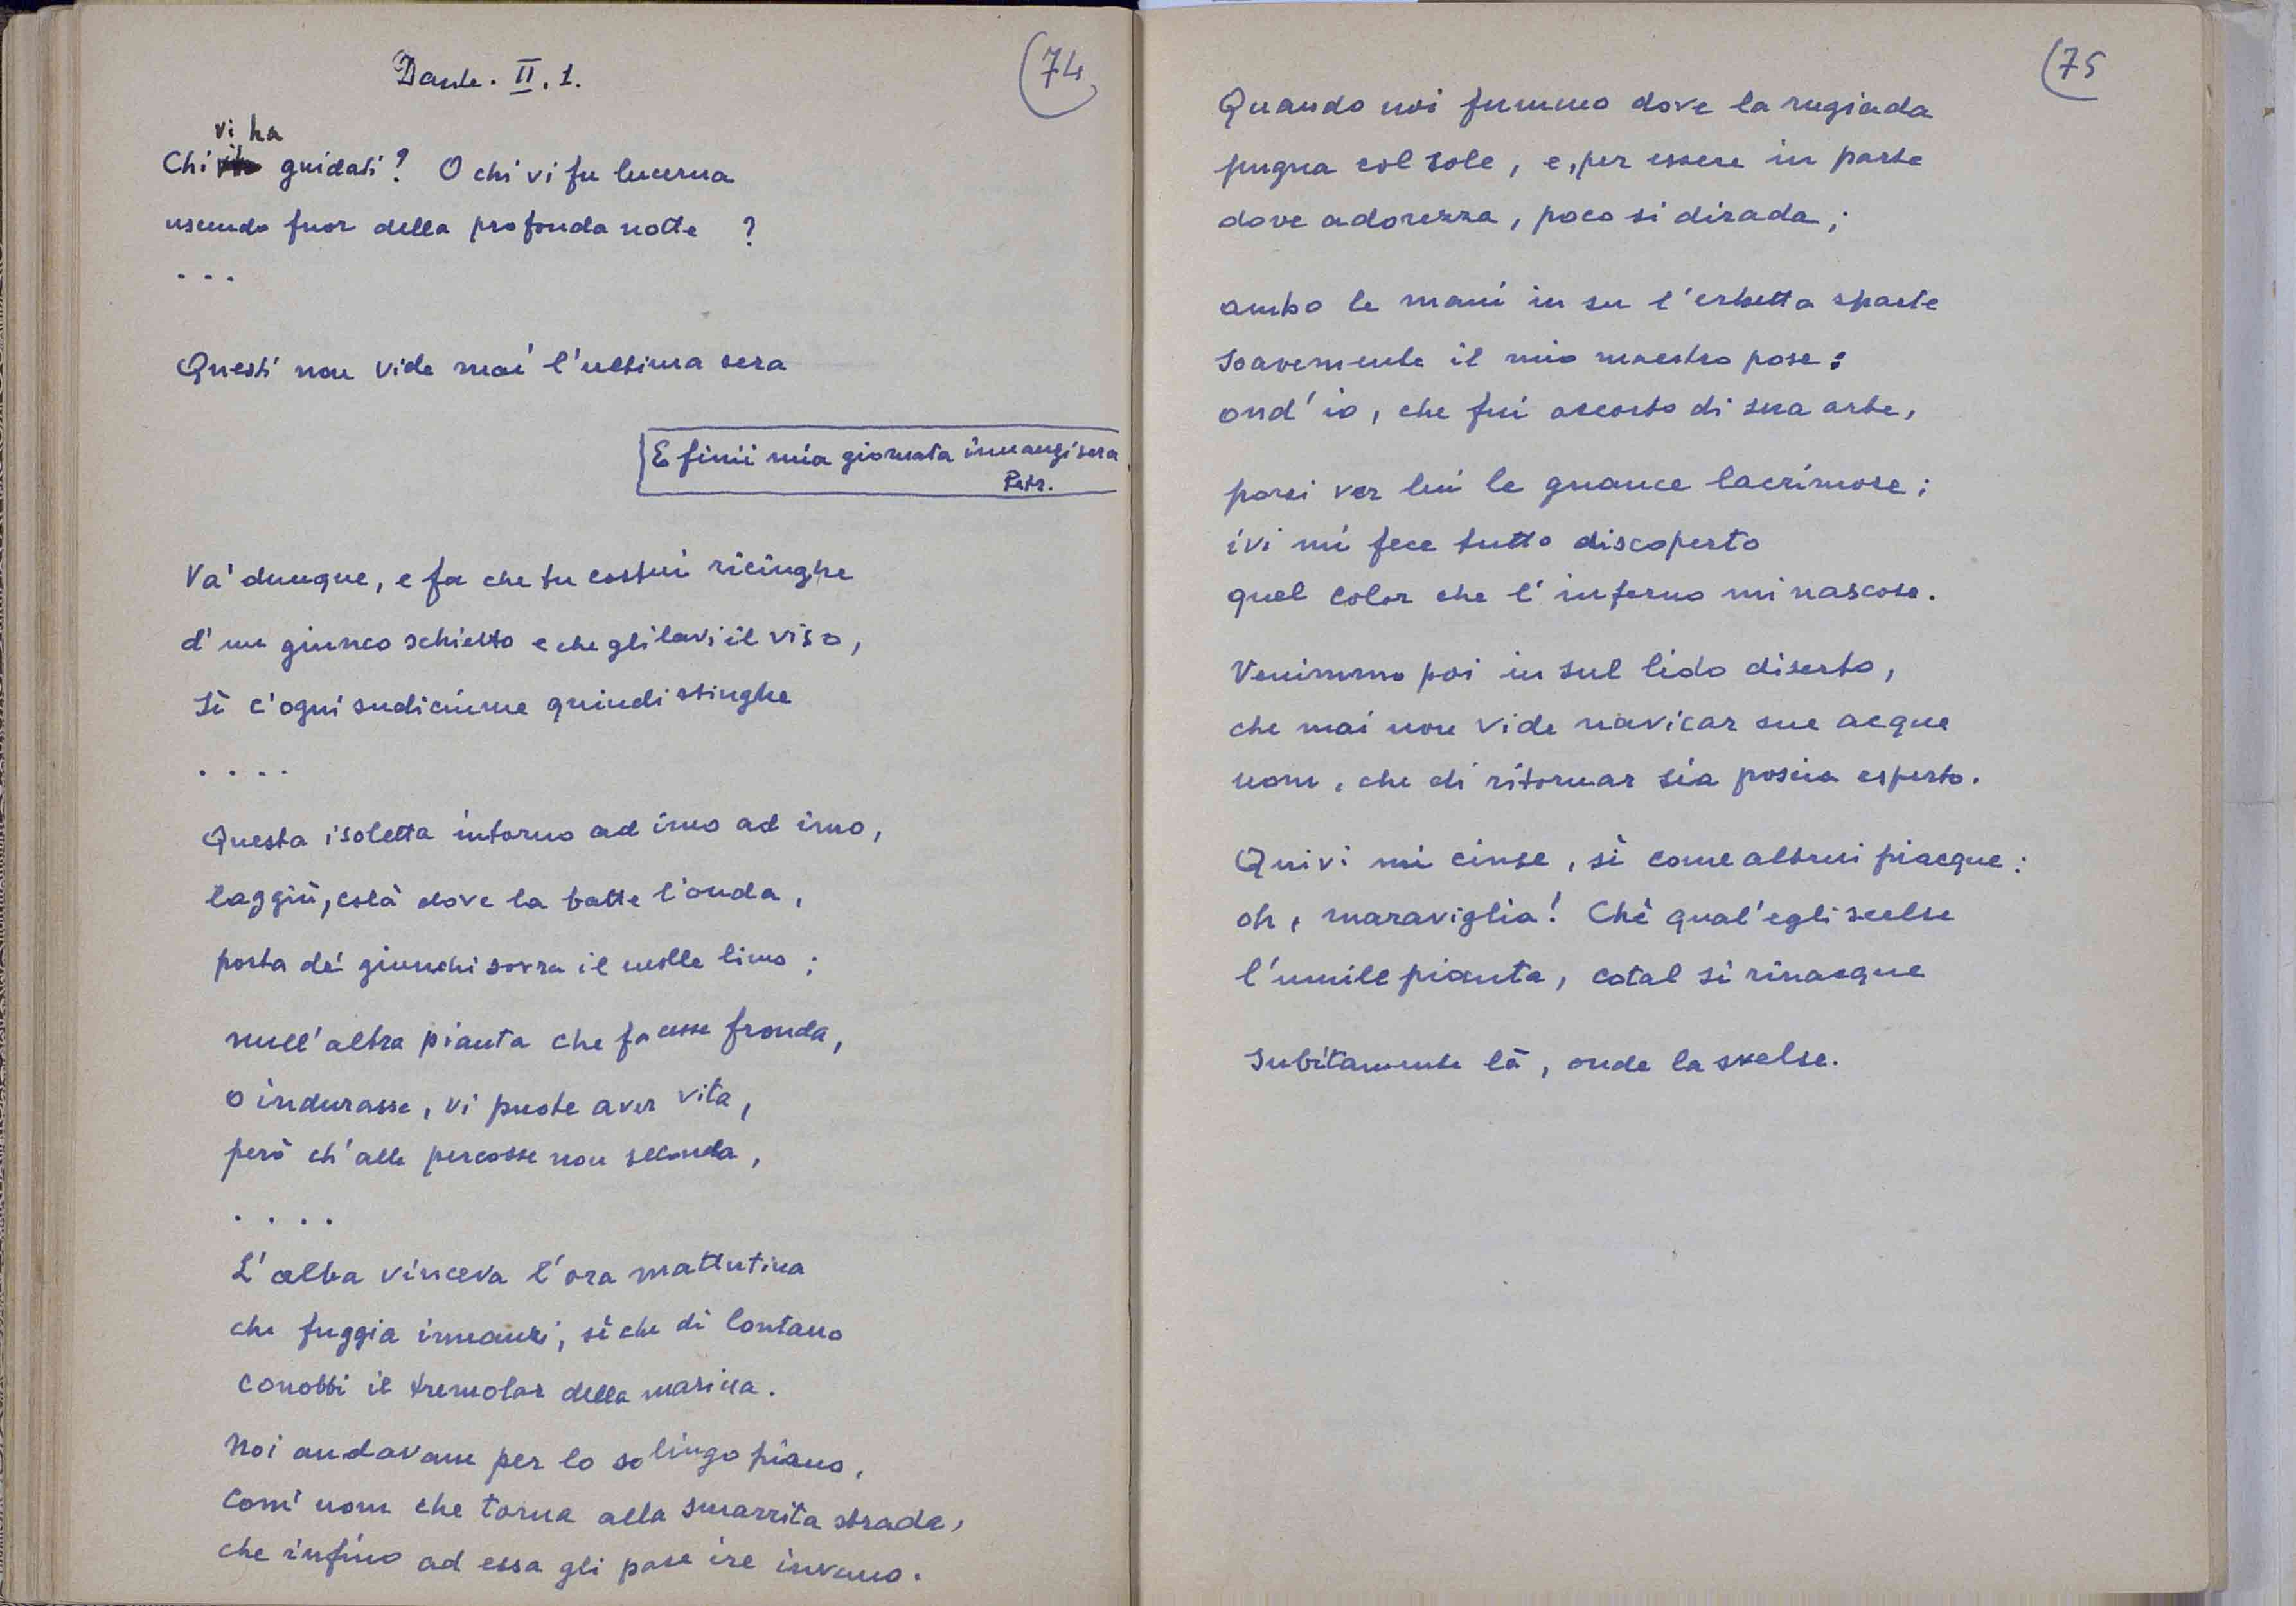 Dante. II. 1.
74
vi ha
Chi guidati? O chi vi fu lucerna
uscendo fuor della profonda notte ?
...
Questi non vide mai l'ultima sera
E finii mia giornata innanzi sera
Petr.
Va' dunque, e fa che tu costui ricinghe
d'un giunco schietto e che gli lavi il viso,
sì c'ogni sudiciume quindi stinghe
....
Questa isoletta intorno ad imo ad imo,
laggiù, colà dove la batte l'onda,
porta de' giunchi sovra il molle limo ;
null'altra pianta che facesse fronda,
o indurasse, vi puote aver vita,
però ch'alle percosse non seconda,
....
L'alba vinceva l'ora mattutina
che fuggia innanzi, sì che di lontano
conobbi il tremolar della marina.
Noi andavam per lo solingo piano,
com' uom che torna alla smarrita strada,
che infino ad essa gli pare ire invano.
75
Quando noi fummo dove la rugiada
pugna col sole, e, per essere in parte
dove adorezza, poco si dirada ;
ambo le mani in su l'erbetta sparte
soavemente il mio maestro pose :
ond' io, che fui accorto di sua arte,
porsi ver lui le guance lacrimose ;
ivi mi fece tutto discoperto
quel color che l'inferno mi nascose.
Venimmo poi in sul lido diserto,
che mai non vide navicar sue acque
uom, che di ritornar sia poscia esperto.
Quivi mi cinse, sì come altrui piacque :
oh, maraviglia! Chè qual'egli scelse
l'umile pianta, cotal si rinacque
subitamente là, onde la svelse.